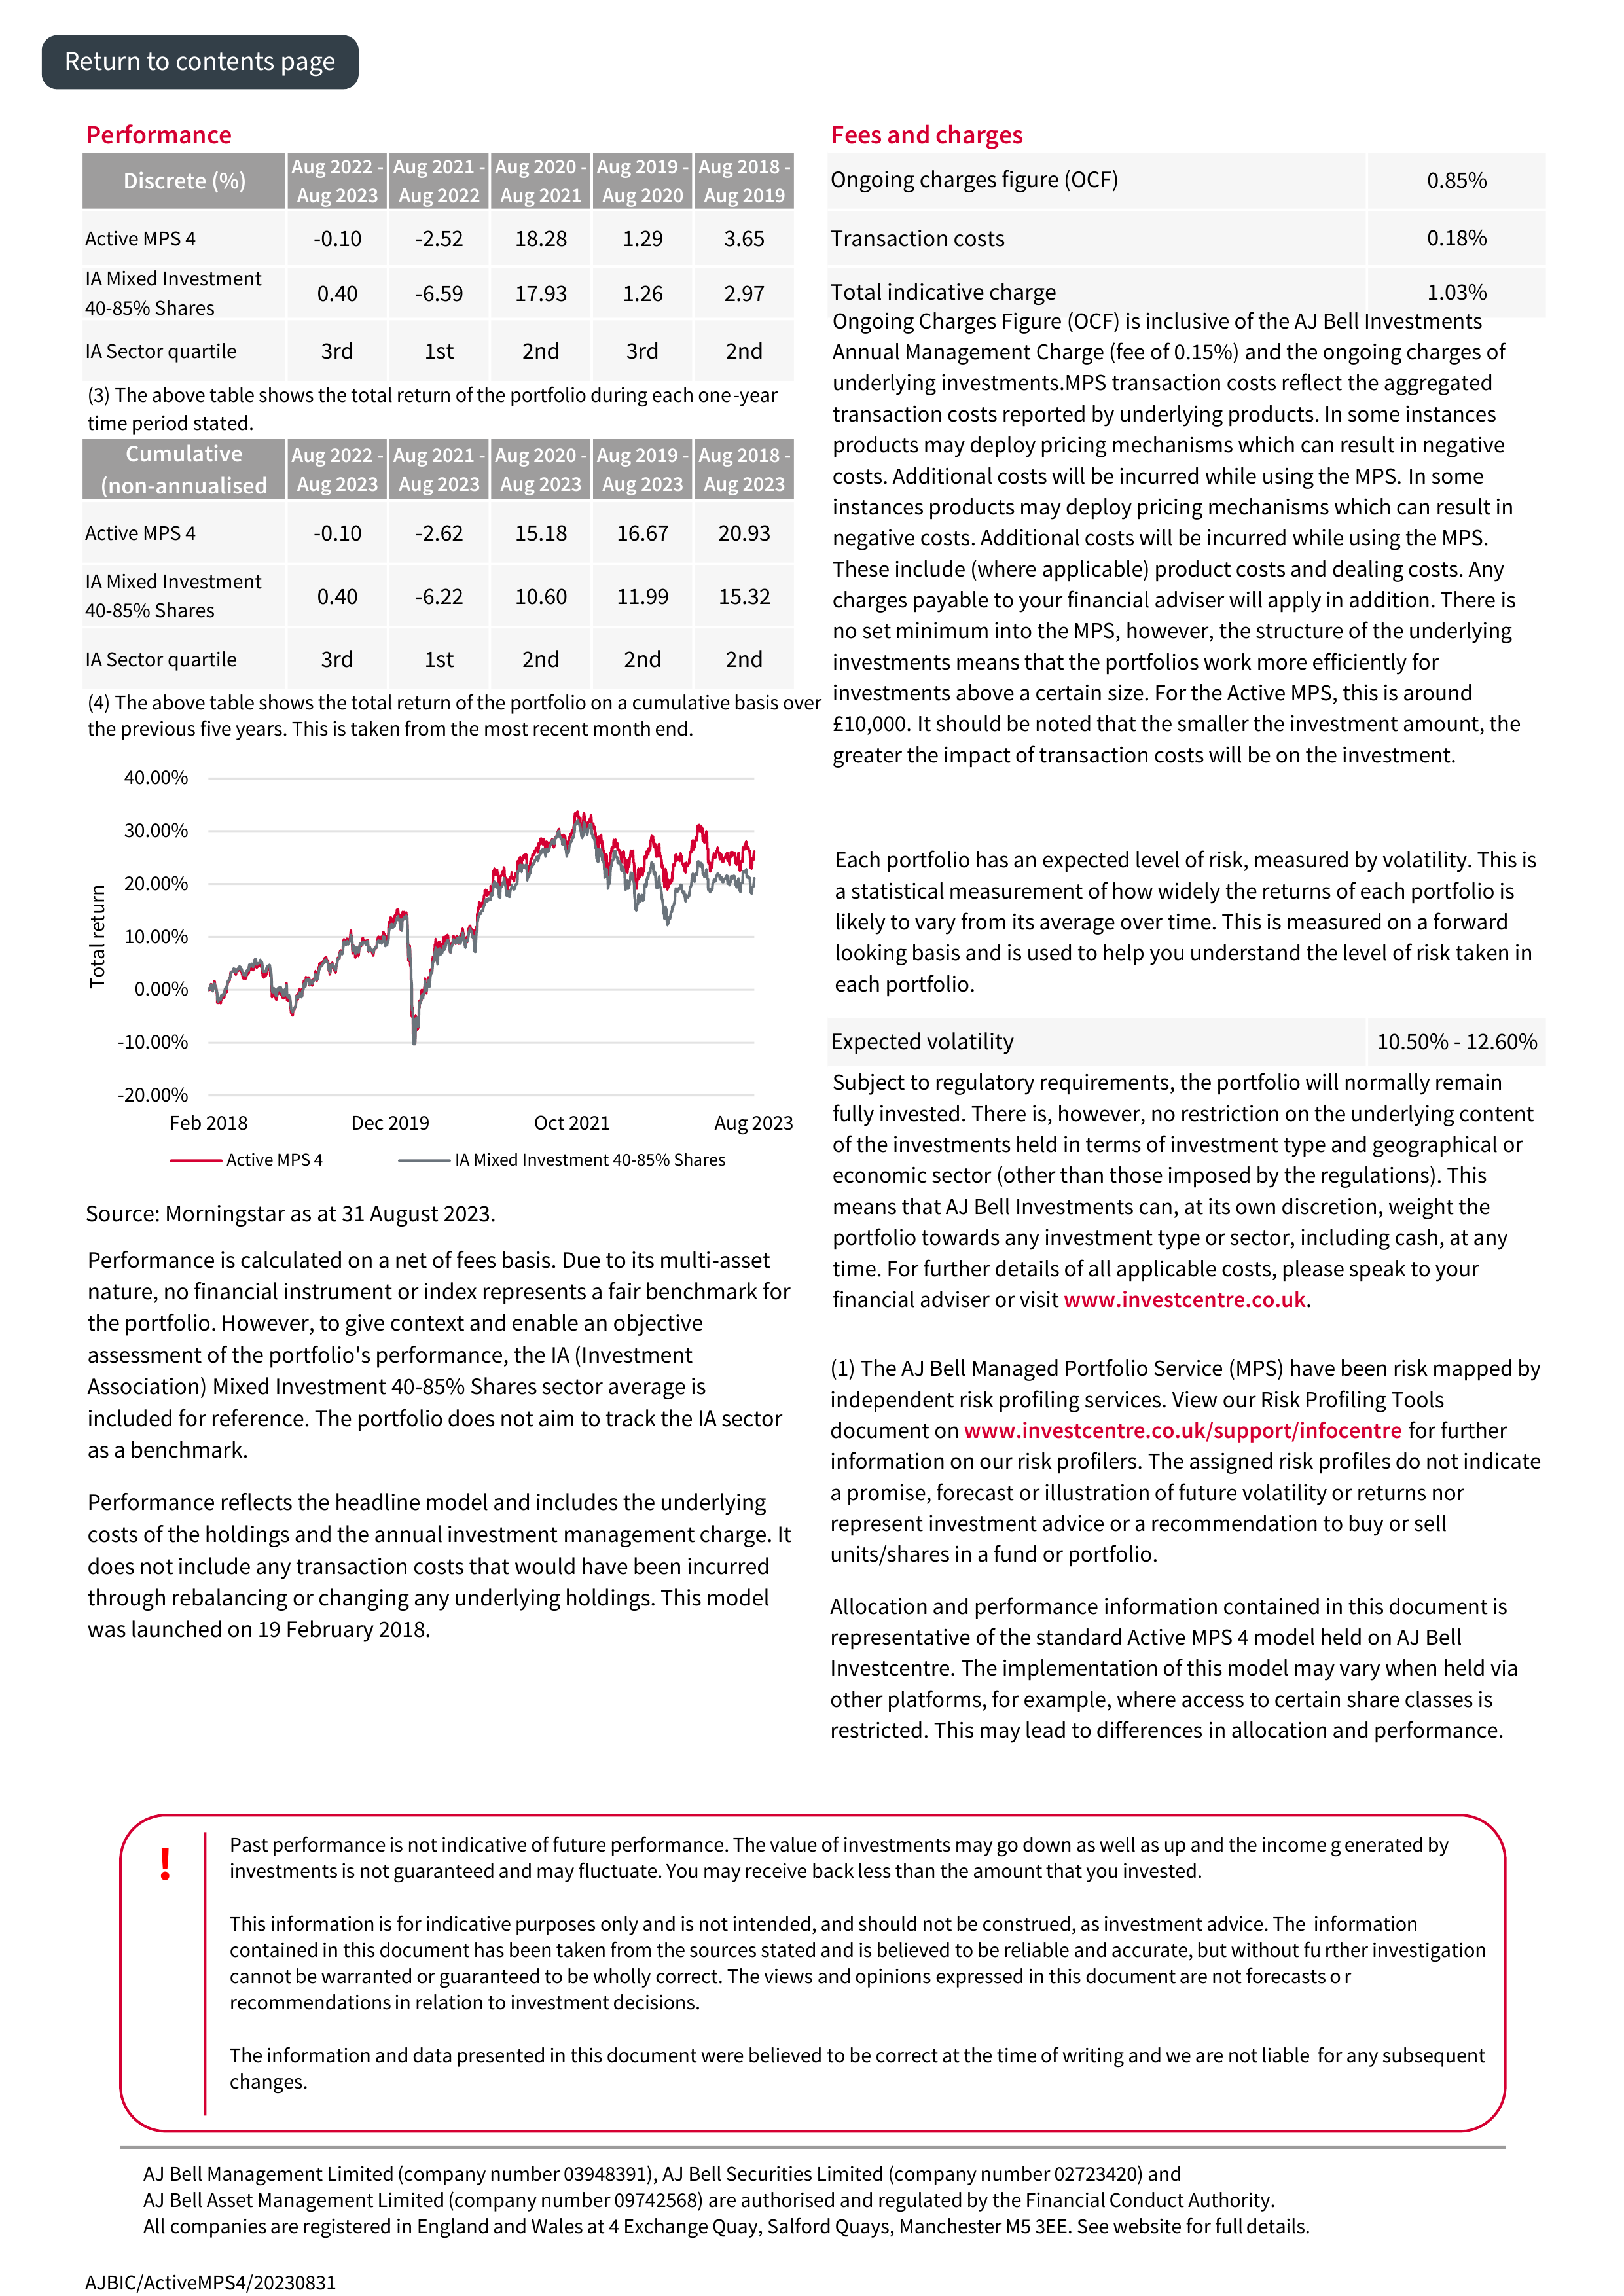 Return to contents page
Performance
Discrete (%) Aug 2022 - Aug 2021 - Aug 2020 - Aug 2019 - Aug 2018 -
Aug 2023 Aug 2022 Aug 2021 Aug 2020 Aug 2019
Active MPS 4 -0.10 -2.52 18.28 1.29 3.65
IA Mixed Investment
40-85% Shares 0.40 -6.59 17.93 1.26 2.97
IA Sector quartile 3rd 1st 2nd 3rd 2nd
(3) The above table shows the total return of the portfolio during each one-year
time period stated.
Cumulative Aug 2022 - Aug 2021 - Aug 2020 - Aug 2019 - Aug 2018 -
(non-annualised Aug 2023 Aug 2023 Aug 2023 Aug 2023 Aug 2023
Active MPS 4 -0.10 -2.62 15.18 16.67 20.93
IA Mixed Investment
40-85% Shares 0.40 -6.22 10.60 11.99 15.32
IA Sector quartile 3rd 1st 2nd 2nd 2nd
(4) The above table shows the total return of the portfolio on a cumulative basis over
the previous five years. This is taken from the most recent month end.
Total return
40.00%
30.00%
20.00%
10.00%
0.00%
-10.00%
-20.00%
Feb 2018 Dec 2019 Oct 2021 Aug 2023
Active MPS 4 IA Mixed Investment 40-85% Shares
Source: Morningstar as at 31 August 2023.
Performance is calculated on a net of fees basis. Due to its multi-asset
nature, no financial instrument or index represents a fair benchmark for
the portfolio. However, to give context and enable an objective
assessment of the portfolio's performance, the IA (Investment
Association) Mixed Investment 40-85% Shares sector average is
included for reference. The portfolio does not aim to track the IA sector
as a benchmark.
Performance reflects the headline model and includes the underlying
costs of the holdings and the annual investment management charge. It
does not include any transaction costs that would have been incurred
through rebalancing or changing any underlying holdings. This model
was launched on 19 February 2018.
Fees and charges
Ongoing charges figure (OCF) 0.85%
Transaction costs 0.18%
Total indicative charge 1.03%
Ongoing Charges Figure (OCF) is inclusive of the AJ Bell Investments
Annual Management Charge (fee of 0.15%) and the ongoing charges of
underlying investments.MPS transaction costs reflect the aggregated
transaction costs reported by underlying products. In some instances
products may deploy pricing mechanisms which can result in negative
costs. Additional costs will be incurred while using the MPS. In some
instances products may deploy pricing mechanisms which can result in
negative costs. Additional costs will be incurred while using the MPS.
These include (where applicable) product costs and dealing costs. Any
charges payable to your financial adviser will apply in addition. There is
no set minimum into the MPS, however, the structure of the underlying
investments means that the portfolios work more efficiently for
investments above a certain size. For the Active MPS, this is around
£10,000. It should be noted that the smaller the investment amount, the
greater the impact of transaction costs will be on the investment.
Each portfolio has an expected level of risk, measured by volatility. This is
a statistical measurement of how widely the returns of each portfolio is
likely to vary from its average over time. This is measured on a forward
looking basis and is used to help you understand the level of risk taken in
each portfolio.
Expected volatility 10.50% - 12.60%
Subject to regulatory requirements, the portfolio will normally remain
fully invested. There is, however, no restriction on the underlying content
of the investments held in terms of investment type and geographical or
economic sector (other than those imposed by the regulations). This
means that AJ Bell Investments can, at its own discretion, weight the
portfolio towards any investment type or sector, including cash, at any
time. For further details of all applicable costs, please speak to your
financial adviser or visit www.investcentre.co.uk.
(1) The AJ Bell Managed Portfolio Service (MPS) have been risk mapped by
independent risk profiling services. View our Risk Profiling Tools
document on www.investcentre.co.uk/support/infocentre for further
information on our risk profilers. The assigned risk profiles do not indicate
a promise, forecast or illustration of future volatility or returns nor
represent investment advice or a recommendation to buy or sell
units/shares in a fund or portfolio.
Allocation and performance information contained in this document is
representative of the standard Active MPS 4 model held on AJ Bell
Investcentre. The implementation of this model may vary when held via
other platforms, for example, where access to certain share classes is
restricted. This may lead to differences in allocation and performance.
!
Past performance is not indicative of future performance. The value of investments may go down as well as up and the income g enerated by
investments is not guaranteed and may fluctuate. You may receive back less than the amount that you invested.
This information is for indicative purposes only and is not intended, and should not be construed, as investment advice. The information
contained in this document has been taken from the sources stated and is believed to be reliable and accurate, but without fu rther investigation
cannot be warranted or guaranteed to be wholly correct. The views and opinions expressed in this document are not forecasts o r
recommendations in relation to investment decisions.
The information and data presented in this document were believed to be correct at the time of writing and we are not liable for any subsequent
changes.
AJ Bell Management Limited (company number 03948391), AJ Bell Securities Limited (company number 02723420) and
AJ Bell Asset Management Limited (company number 09742568) are authorised and regulated by the Financial Conduct Authority.
All companies are registered in England and Wales at 4 Exchange Quay, Salford Quays, Manchester M5 3EE. See website for full details.
AJBIC/ActiveMPS4/20230831